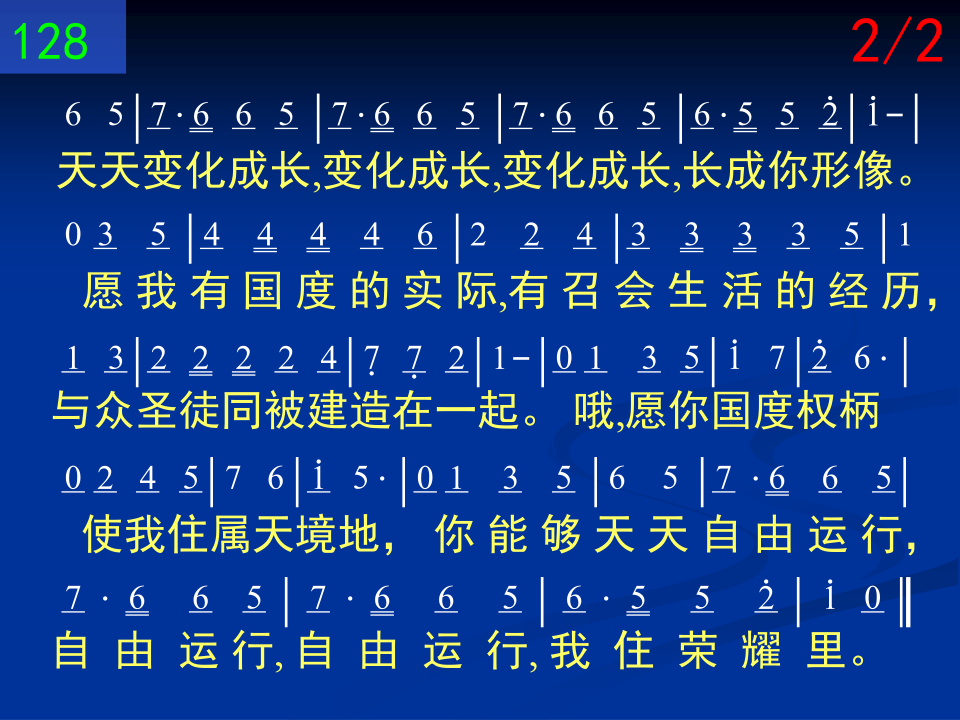 128
2/2
6 5|7·6 6 5|7·6 6 5|7·6 6 5|6·5 5 2̇|1̇-|
天天变化成长,变化成长,变化成长,长成你形像。
0 3 5|4 4 4 4 6|2 2 4|3 3 3 3 5|1
愿我有国度的实际,有召会生活的经历，
1 3|2 2 2 2 4|7̣ 7̣ 2|1-|0 1 3 5|1̇ 7|2̇ 6·|
与众圣徒同被建造在一起。 哦,愿你国度权柄
0 2 4 5|7 6|1̇ 5·|0 1 3 5|6 5|7·6 6 5|
使我住属天境地， 你能够天天自由运行，
7·6 6 5|7·6 6 5|6·5 5 2̇|1̇ 0‖
自由运行,自由运行,我住荣耀里。